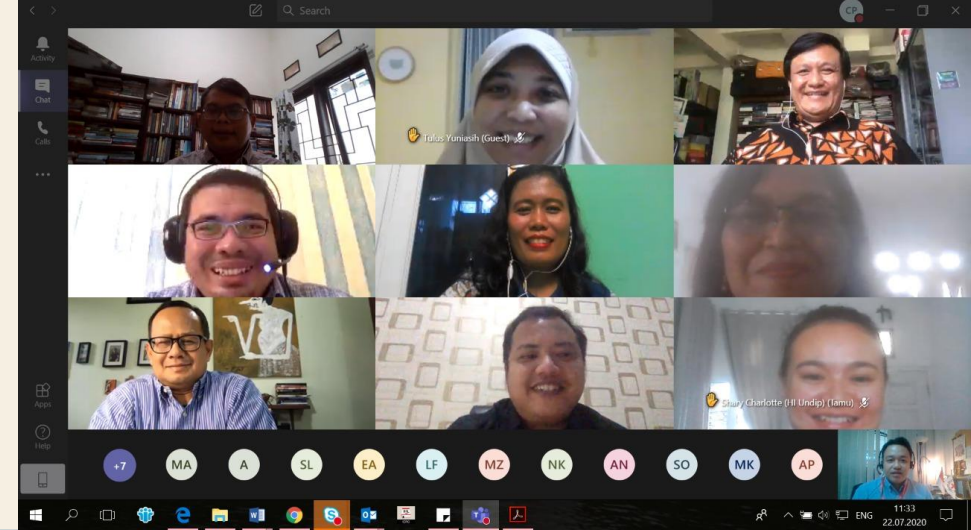 Search
CP
Activity
Chat
Calls
Tulus Yuniasih (Guest)
Shary Charlotte (HI Undip) (Tamu)
Apps
Help
+7
MA
A
SL
EA
LF
MZ
NK
AN
SO
MK
AP
ENG
11:33
22.07.2020